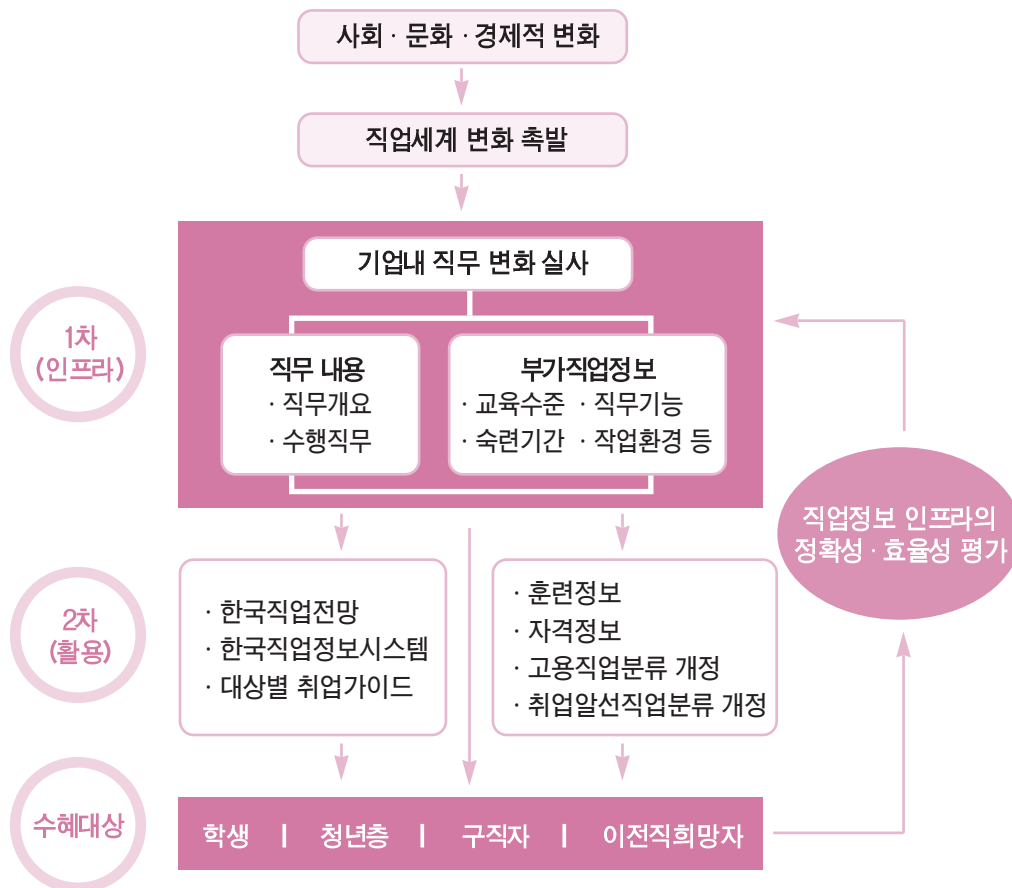 사회 · 문화 · 경제적 변화
직업세계 변화 촉발
기업내 직무 변화 실사
1차
(인프라)
직무 내용
· 직무개요
· 수행직무
부가직업정보
· 교육수준 · 직무기능
· 숙련기간 · 작업환경 등
직업정보 인프라의
정확성 · 효율성 평가
2차
(활용)
· 한국직업전망
· 한국직업정보시스템
· 대상별 취업가이드
· 훈련정보
· 자격정보
· 고용직업분류 개정
· 취업알선직업분류 개정
수혜대상
학생 | 청년층 | 구직자 | 이전직희망자